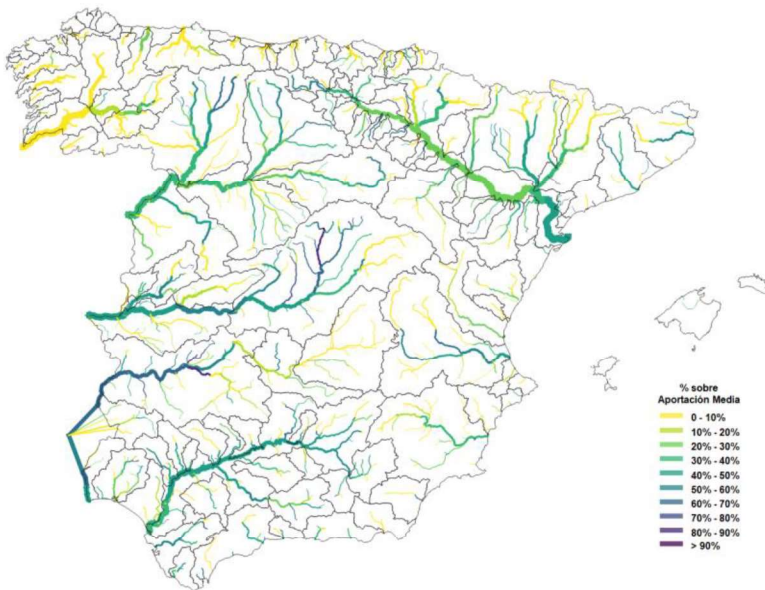 % sobre
Aportación Media
0 - 10%
10% - 20%
20% - 30%
30% - 40%
40% - 50%
50% - 60%
60% - 70%
70% - 80%
80% - 90%
> 90%